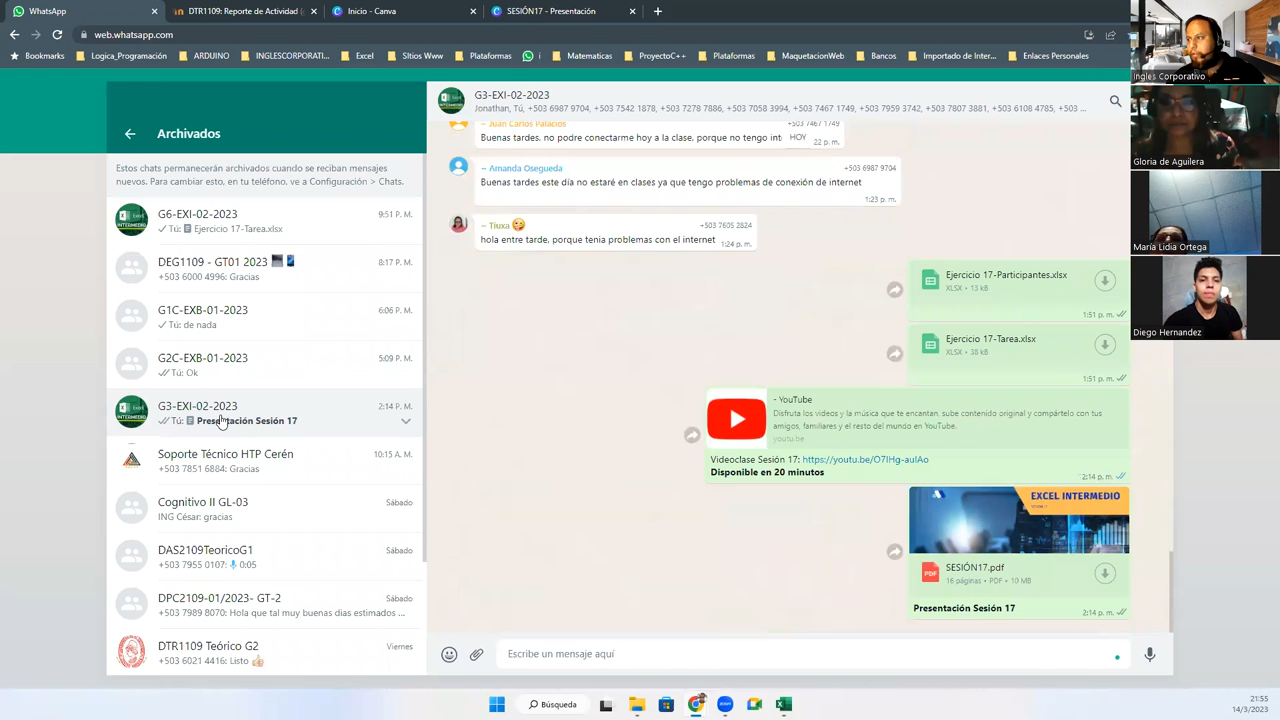 WhatsApp
DTR1109: Reporte de Actividad (
Inicio - Canva
SESIÓN17 - Presentación
web.whatsapp.com
Bookmarks
Logica_Programación
ARDUINO
INGLESCORPORATI...
Excel
Stios Web
WhatsApp
Matematicas
ProyectoC++
Plataformas
MaquetacionWeb
Bancos
Importado de Inter...
Enlaces Personales
Archivados
Estos chats permanecerán archivados cuando se reciban mensajes
nuevos. Para cambiar esto, en tu teléfono, ve a Configuración > Chats.
G6-EXI-02-2023
9:51 P. M.
Tú: Ejercicio 17-Tarea.xlsx
DEG1109 - GT01 2023
8:17 P. M.
+503 6000 4996: Gracias
G1C-EXB-01-2023
6:06 P. M.
Tú: de nada
G2C-EXB-01-2023
5:09 P. M.
Tú: Ok
G3-EXI-02-2023
2:14 P. M.
Tú: Presentación Sesión 17
Soporte Técnico HTP Cerén
10:15 A. M.
+503 7851 6884: Gracias
Cognitivo II GL-03
Sábado
ING César: gracias
DAS2109TeoricoG1
Sábado
+503 7955 0107: 0:05
DPC2109-01/2023- GT-2
Sábado
+503 7989 8070: Hola que tal muy buenas dias estimados ...
DTR1109 Teórico G2
Viernes
+503 6021 4416: Listo
G3-EXI-02-2023
Jonathan, Tú, +503 6987 9704, +503 7542 1878, +503 7278 7886, +503 7058 3994, +503 7467 1749, +503 7959 3742, +503 7807 3881, +503 6108 4785, +503 ...
~ Juan Carlos Palacios
+503 7467 1749
Buenas tardes, no podre conectarme hoy a la clase, porque no tengo int
HOY
22 p. m.
~ Amanda Osegueda
+503 6987 9704
Buenas tardes este día no estaré en clases ya que tengo problemas de conexión de internet
1:23 p. m.
~ Tiuxa
+503 7605 2824
hola entre tarde, porque tenia problemas con el internet
1:24 p. m.
Ejercicio 17-Participantes.xlsx
XLSX • 13 kB
1:51 p. m.
Ejercicio 17-Tarea.xlsx
XLSX • 38 kB
1:51 p. m.
- YouTube
Disfruta los videos y la música que te encantan, sube contenido original y compártelo con tus
amigos, familiares y el resto del mundo en YouTube.
youtu.be
Videoclase Sesión 17: https://youtu.be/O7IHg-aulAo
Disponible en 20 minutos
2:14 p. m.
EXCEL INTERMEDIO
SESVFile
SESIÓN17.pdf
PDF
16 páginas • PDF • 10 MB
Presentación Sesión 17
2:14 p. m.
Escribe un mensaje aquí
Ingles Corporativo
Gloria de Aguilera
María Lidia Ortega
Diego Hernandez
Búsqueda
zoom
21:55
14/3/2023